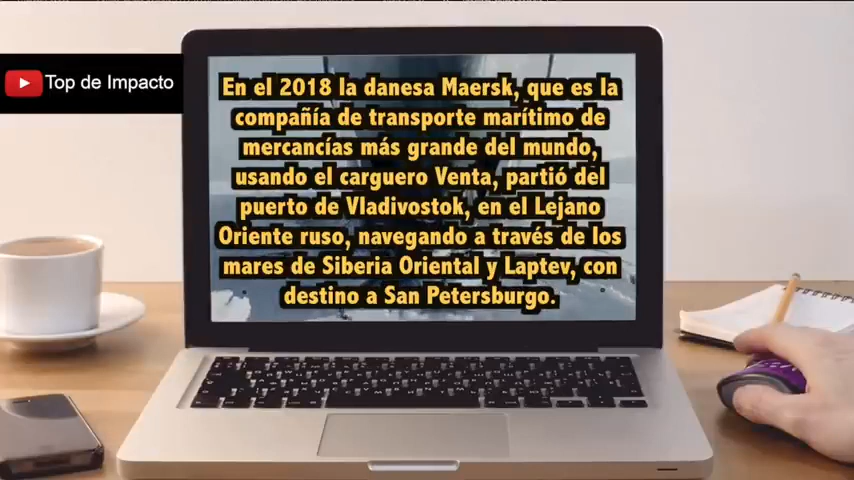 Top de Impacto
En el 2018 la danesa Maersk, que es la
compañía de transporte marítimo de
mercancías más grande del mundo,
usando el carguero Venta, partió del
puerto de Vladivostok, en el Lejano
Oriente ruso, navegando a través de los
mares de Siberia Oriental y Laptev, con
destino a San Petersburgo.